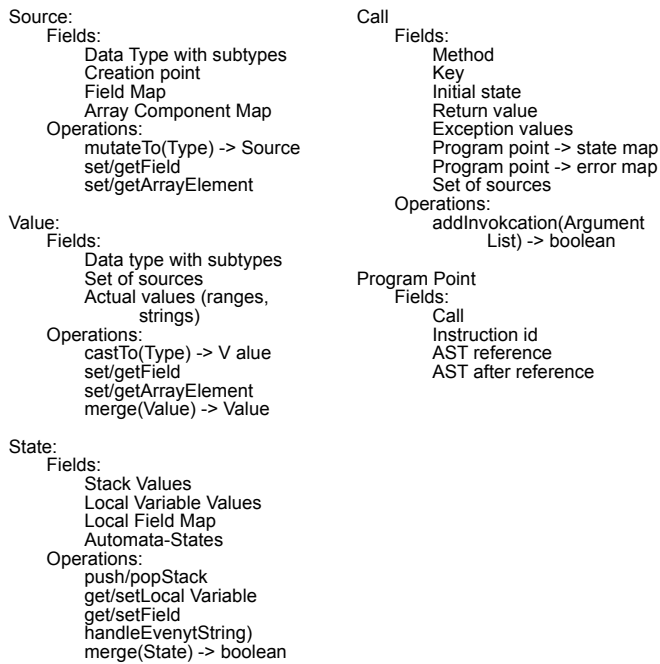 Source:
Fields:
Data Type with subtypes
Creation point
Field Map
Array Component Map
Operations:
mutateTo(Type) -> Source
set/getField
set/getArrayElement
Value:
Fields:
Data type with subtypes
Set of sources
Actual values (ranges,
strings)
Operations:
castTo(Type) -> V alue
set/getField
set/getArrayElement
merge(Value) -> Value
State:
Fields:
Stack Values
Local Variable Values
Local Field Map
Automata-States
Operations:
push/popStack
get/setLocal Variable
get/setField
handleEvenytString)
merge(State) -> boolean
Call
Fields:
Method
Key
Initial state
Return value
Exception values
Program point -> state map
Program point -> error map
Set of sources
Operations:
addInvokcation(Argument
List) -> boolean
Program Point
Fields:
Call
Instruction id
AST reference
AST after reference